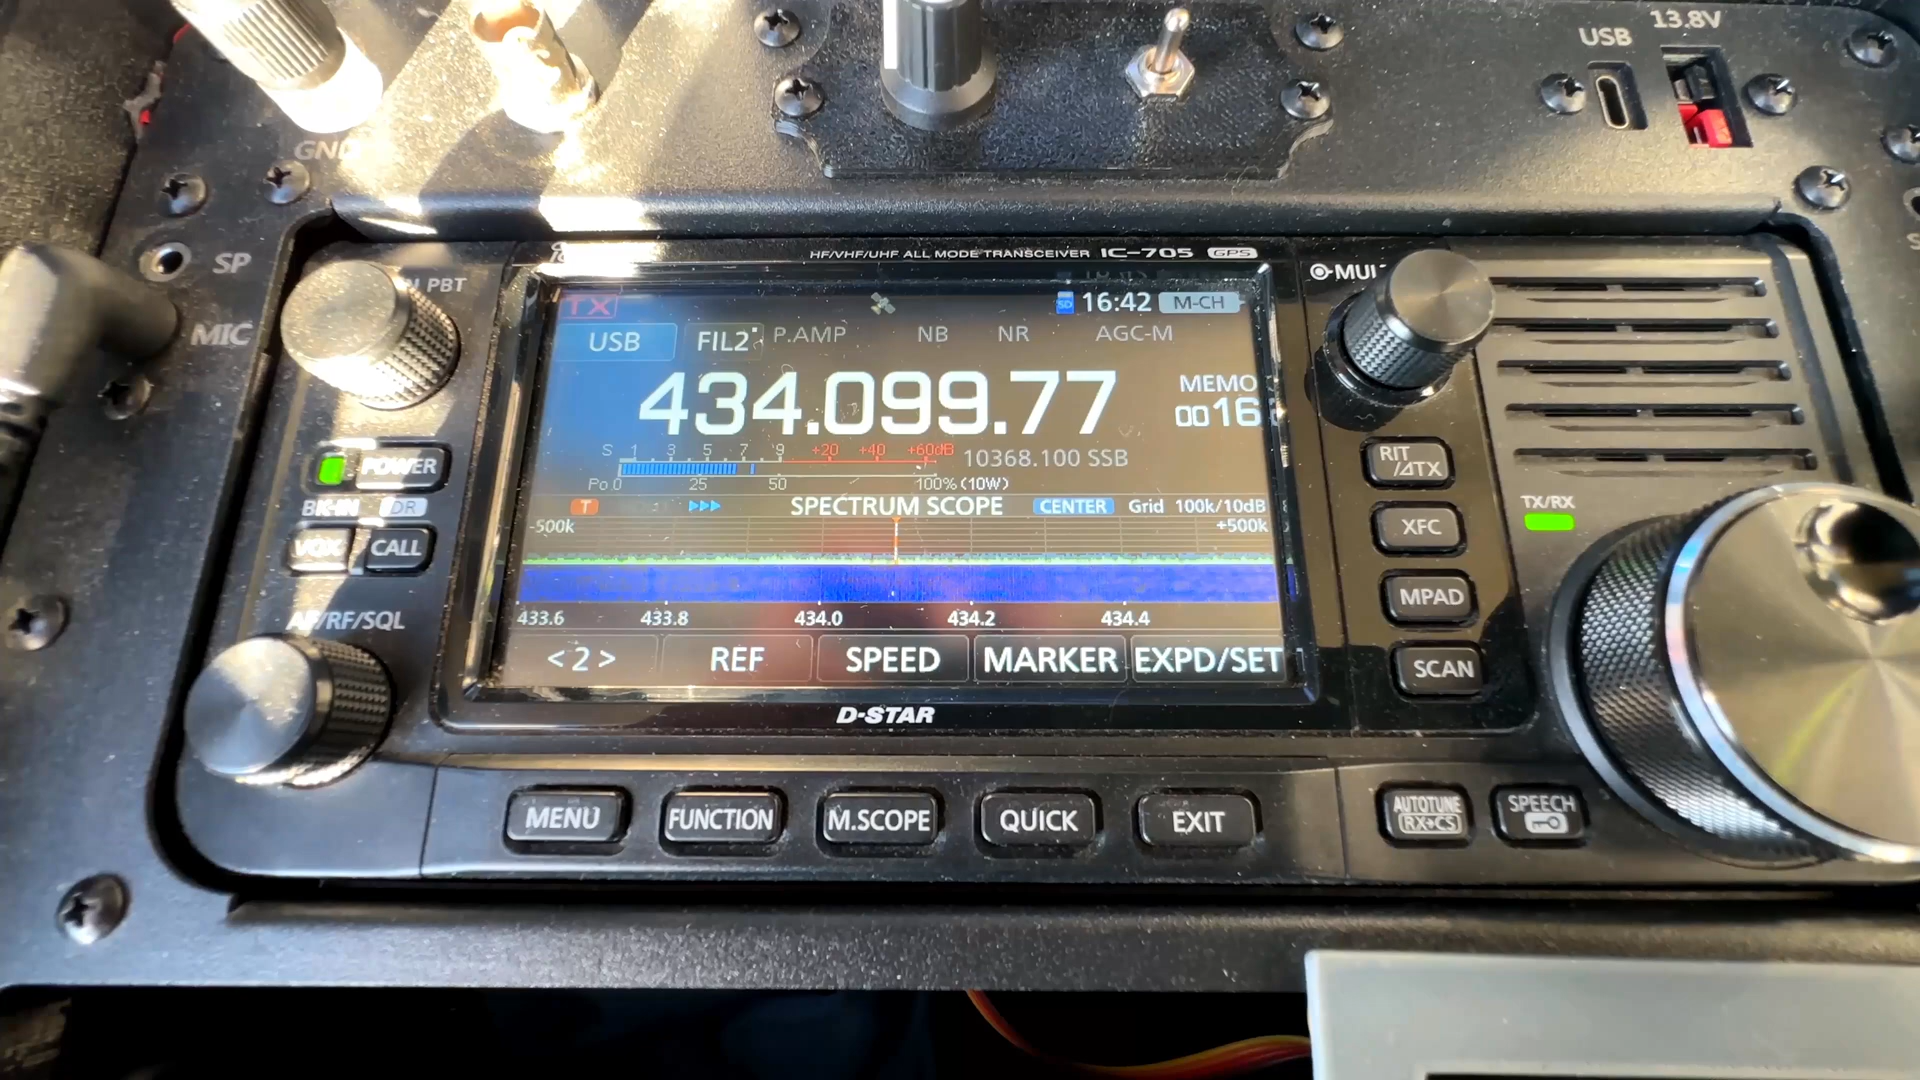 13.8V
USB
GND
SP
MIC
PBT
HF/VHF/UHF ALL MODE TRANSCEIVER IC-705 GPS
TX
SD 16:42 M-CH
USB FIL2 P.AMP NB NR AGC-M
434.099.77
MEMO
0016
S 1 3 5 7 9 +20 +40 +60dB
10368.100 SSB
Po 0 25 50 100% (10W)
T SPECTRUM SCOPE CENTER Grid 100k/10dB
-500k +500k
433.6 433.8 434.0 434.2 434.4
<2> REF SPEED MARKER EXPD/SET
D-STAR
POWER
BK-IN DR
VOX CALL
AF/RF/SQL
RIT
/⊿TX
XFC
MPAD
SCAN
TX/RX
MENU FUNCTION M.SCOPE QUICK EXIT
AUTOTUNE
RX→CS
SPEECH